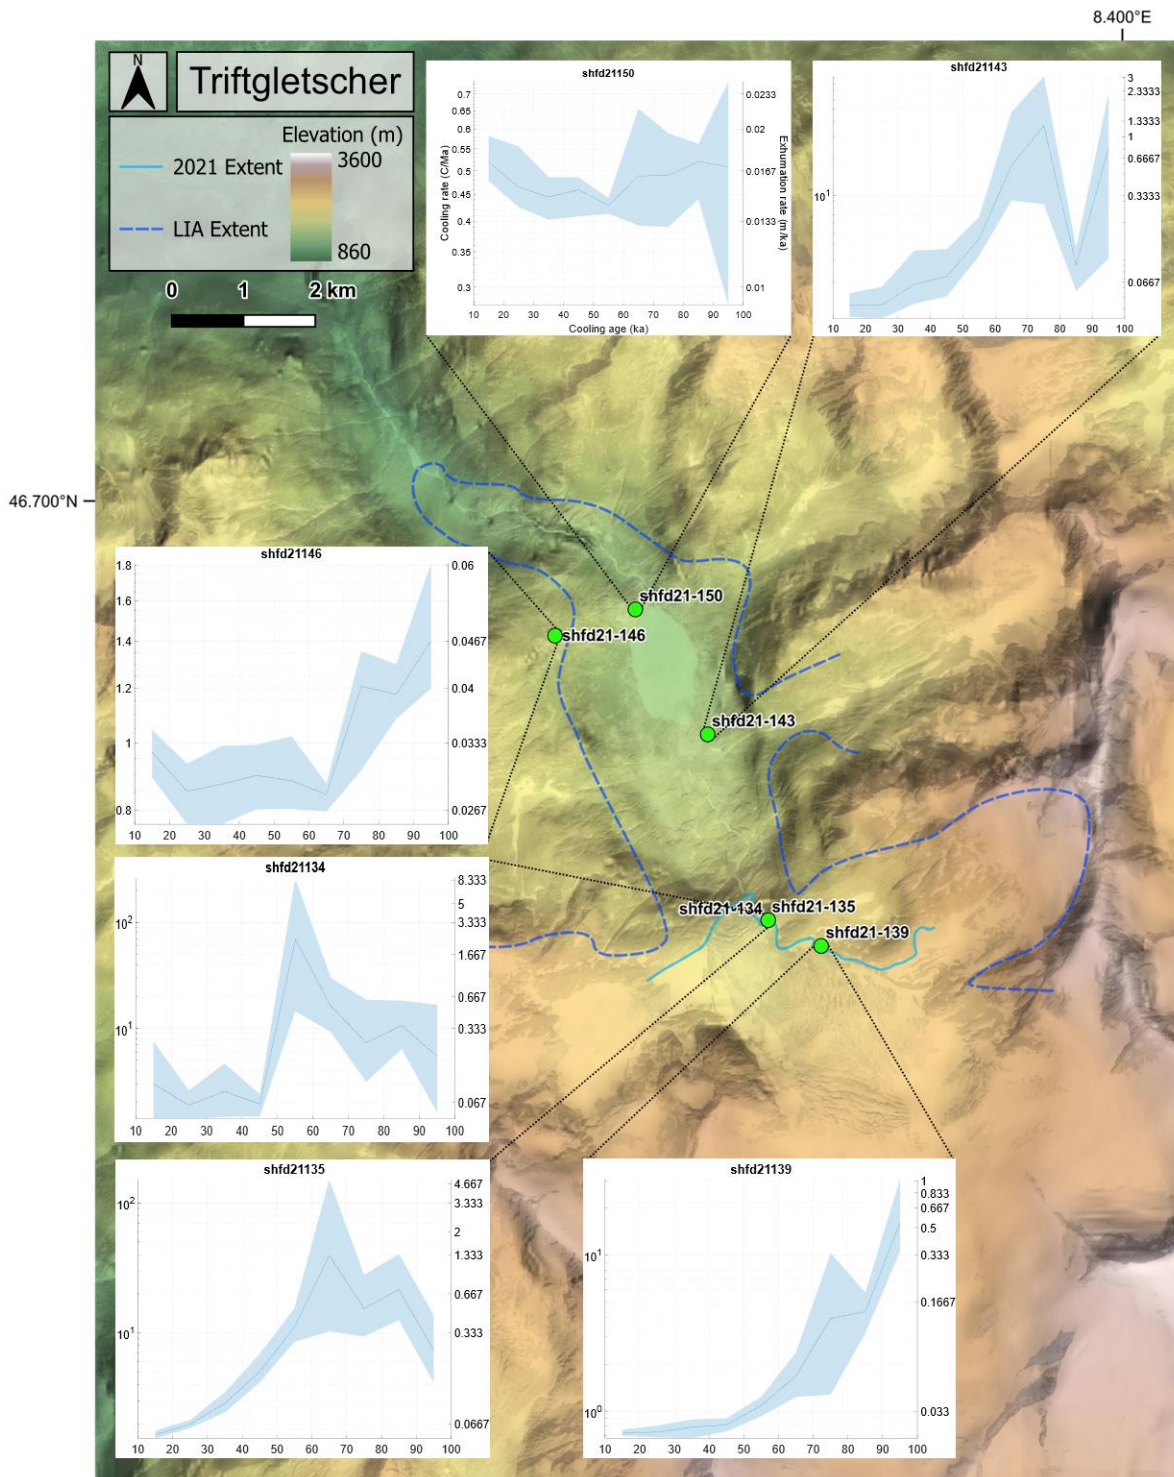 8.400°E
N
Triftgletscher
Elevation (m)
2021 Extent
3600
LIA Extent
860
0 1 2 km
46.700°N
shfd21150
Cooling rate (C/Ma)
0.7
0.65
0.6
0.55
0.5
0.45
0.4
0.35
0.3
0.0233
0.02
0.0167
0.0133
0.01
Exhumation rate (m/ka)
10 20 30 40 50 60 70 80 90 100
Cooling age (ka)
shfd21143
10¹
3
2.3333
1.3333
1
0.6667
0.3333
0.0667
10 20 30 40 50 60 70 80 90 100
shfd21-150
shfd21-146
shfd21-143
shfd21-134
shfd21-135
shfd21-139
shfd21146
1.8
1.6
1.4
1.2
1
0.8
0.06
0.0467
0.04
0.0333
0.0267
10 20 30 40 50 60 70 80 90 100
shfd21134
10²
10¹
8.333
5
3.333
1.667
0.667
0.333
0.067
10 20 30 40 50 60 70 80 90 100
shfd21135
10²
10¹
4.667
3.333
2
1.333
0.667
0.333
0.0667
10 20 30 40 50 60 70 80 90 100
shfd21139
10¹
10⁰
1
0.833
0.667
0.5
0.333
0.1667
0.033
10 20 30 40 50 60 70 80 90 100